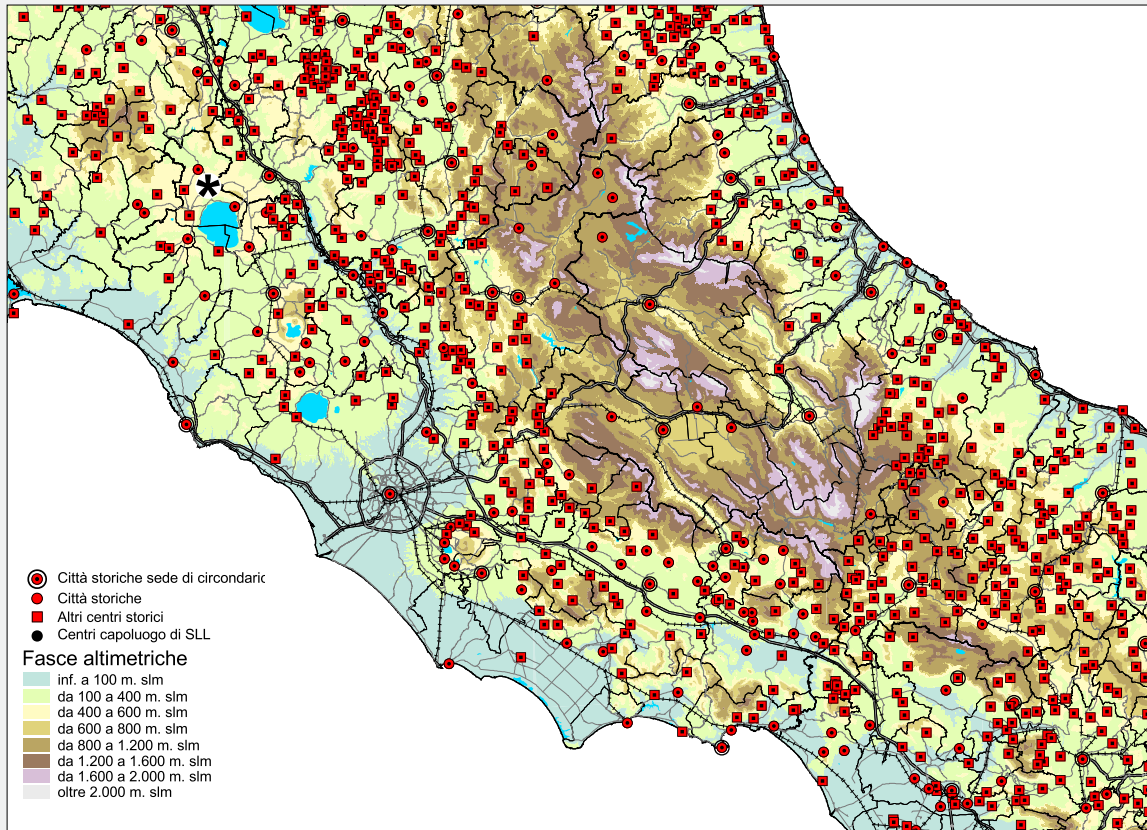 Città storiche sede di circondaric
Città storiche
Altri centri storici
Centri capoluogo di SLL
Fasce altimetriche
inf. a 100 m. slm
da 100 a 400 m. slm
da 400 a 600 m. slm
da 600 a 800 m. slm
da 800 a 1.200 m. slm
da 1.200 a 1.600 m. slm
da 1.600 a 2.000 m. slm
oltre 2.000 m. slm